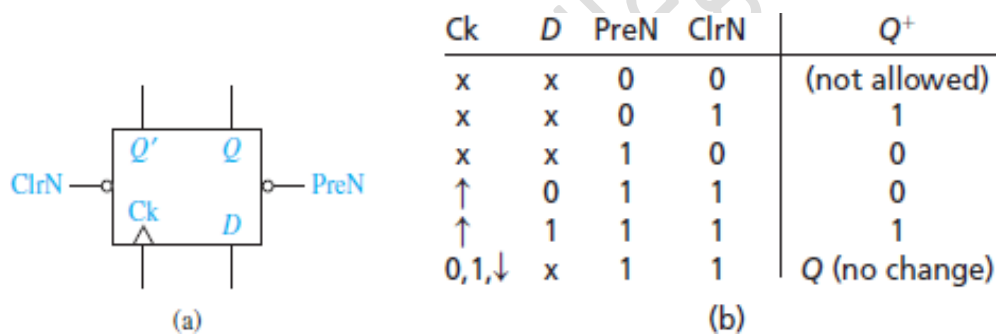 Q′ Q
ClrN PreN
Ck
D
(a)
Ck D PreN ClrN Q⁺
x x 0 0 (not allowed)
x x 0 1 1
x x 1 0 0
↑ 0 1 1 0
↑ 1 1 1 1
0,1,↓ x 1 1 Q (no change)
(b)